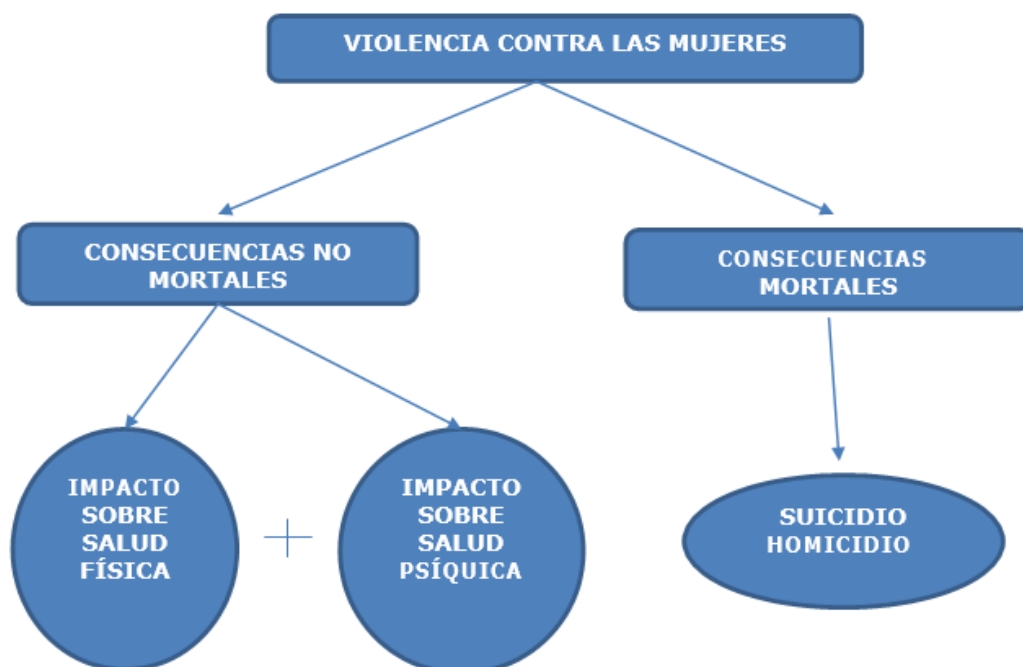 VIOLENCIA CONTRA LAS MUJERES
CONSECUENCIAS NO
MORTALES
CONSECUENCIAS
MORTALES
IMPACTO
SOBRE
SALUD
FÍSICA
+
IMPACTO
SOBRE
SALUD
PSÍQUICA
SUICIDIO
HOMICIDIO